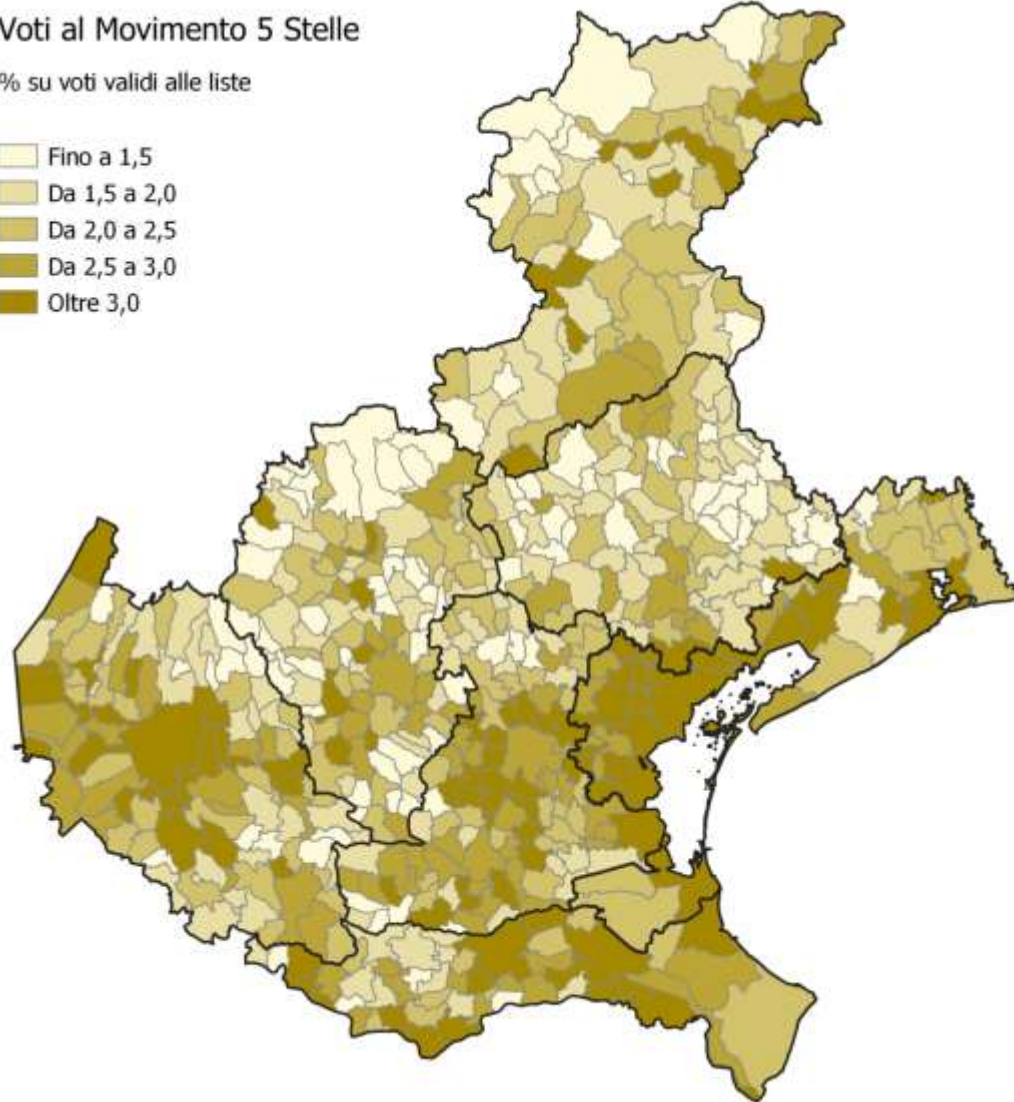 Voti al Movimento 5 Stelle
% su voti validi alle liste
Fino a 1,5
Da 1,5 a 2,0
Da 2,0 a 2,5
Da 2,5 a 3,0
Oltre 3,0